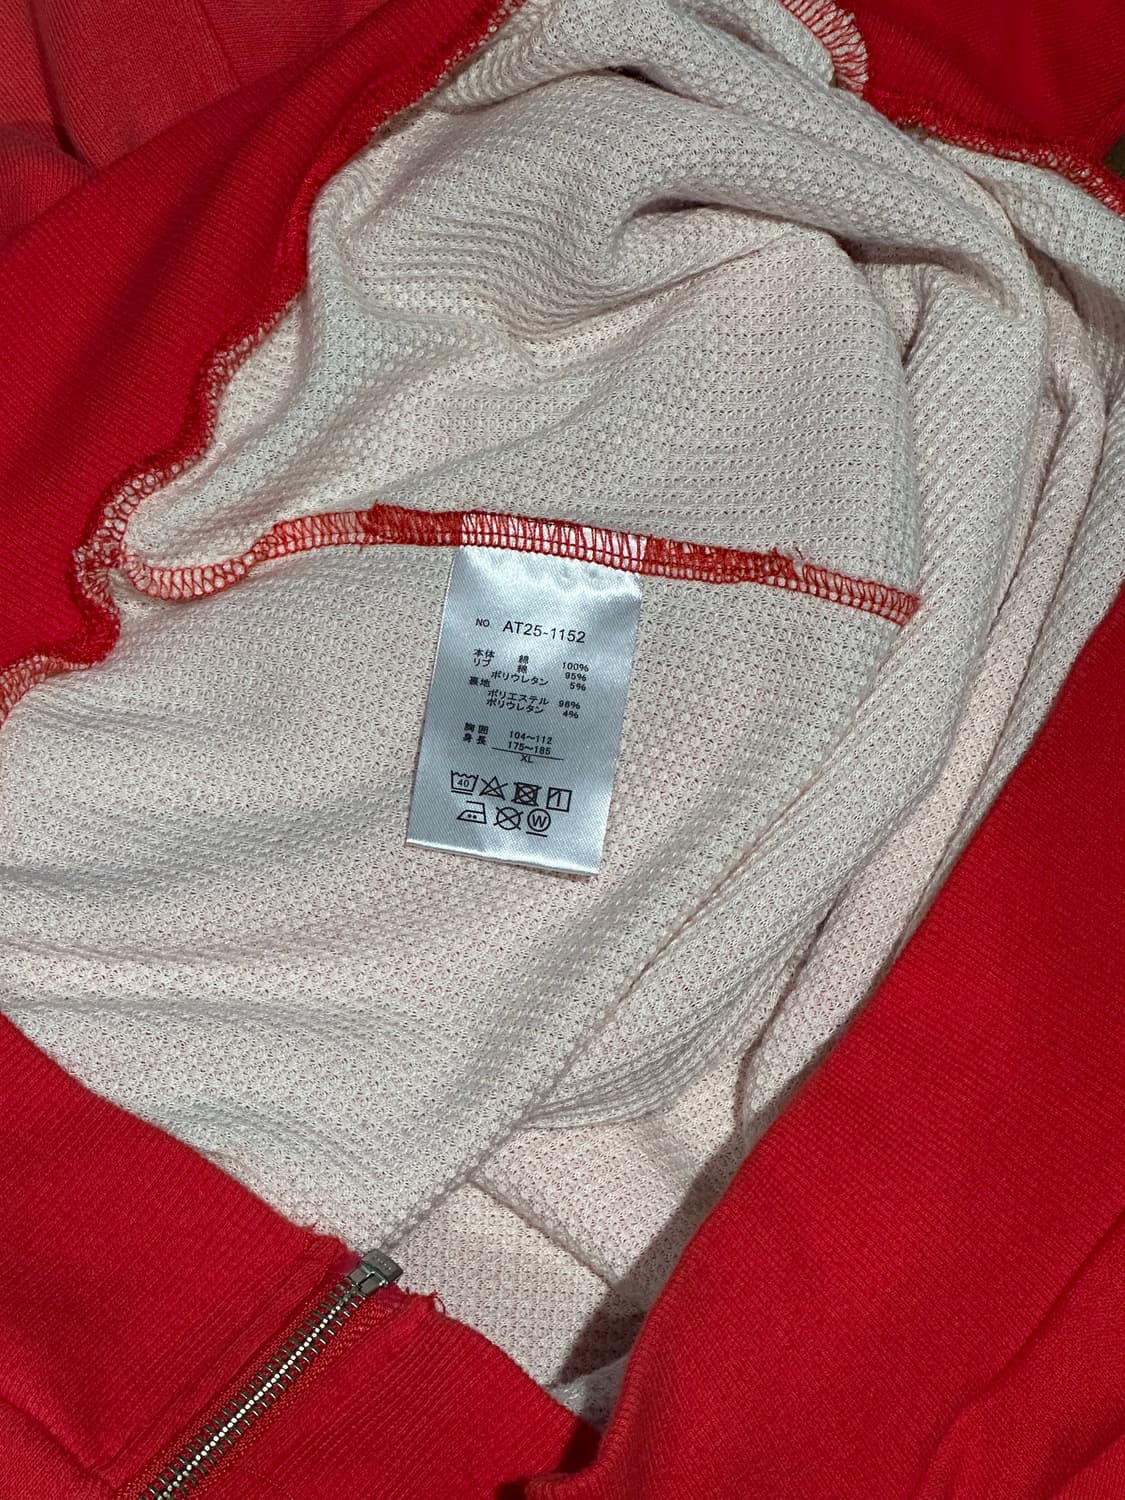 NO AT25-1152
本体 綿 100%
リブ 綿 95%
ポリウレタン 5%
裏地
ポリエステル 96%
ポリウレタン 4%
胸囲 104～112
身長 175～185
XL
40
W